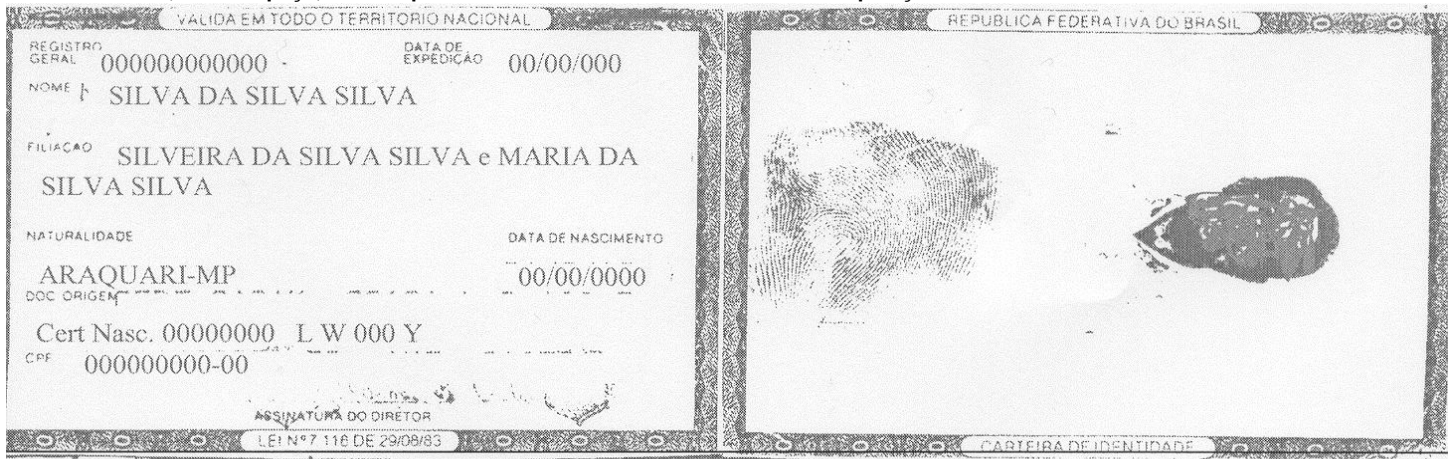 VALIDA EM TODO O TERRITORIO NACIONAL
REGISTRO GERAL 000000000000 DATA DE EXPEDIÇÃO 00/00/000
NOME SILVA DA SILVA SILVA
FILIAÇÃO SILVEIRA DA SILVA SILVA e MARIA DA
SILVA SILVA
NATURALIDADE DATA DE NASCIMENTO
ARAQUARI-MP 00/00/0000
DOC ORIGEM
Cert Nasc. 00000000 L W 000 Y
CPF 000000000-00
ASSINATURA DO DIRETOR
LEI Nº 7 116 DE 29/08/83
REPUBLICA FEDERATIVA DO BRASIL
CARTEIRA DE IDENTIDADE